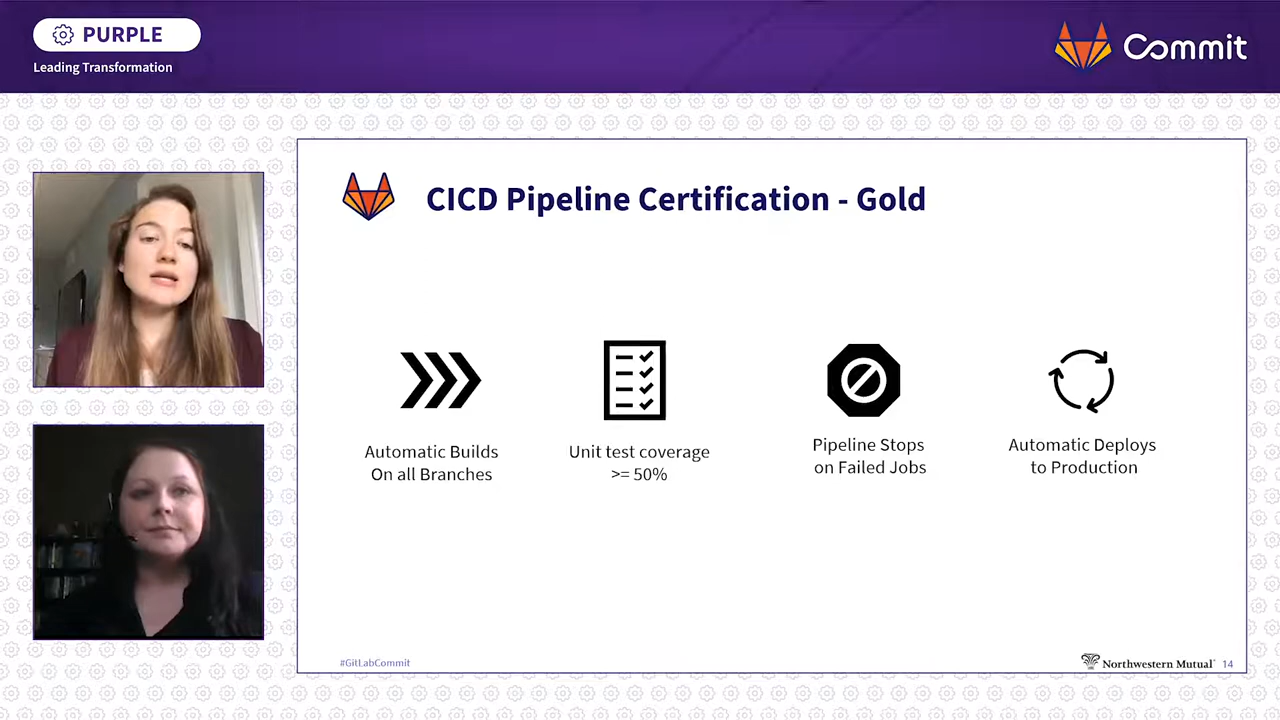 PURPLE
Leading Transformation
Commit
CICD Pipeline Certification - Gold
Automatic Builds
On all Branches
Unit test coverage
>= 50%
Pipeline Stops
on Failed Jobs
Automatic Deploys
to Production
#GitLabCommit
Northwestern Mutual® 14